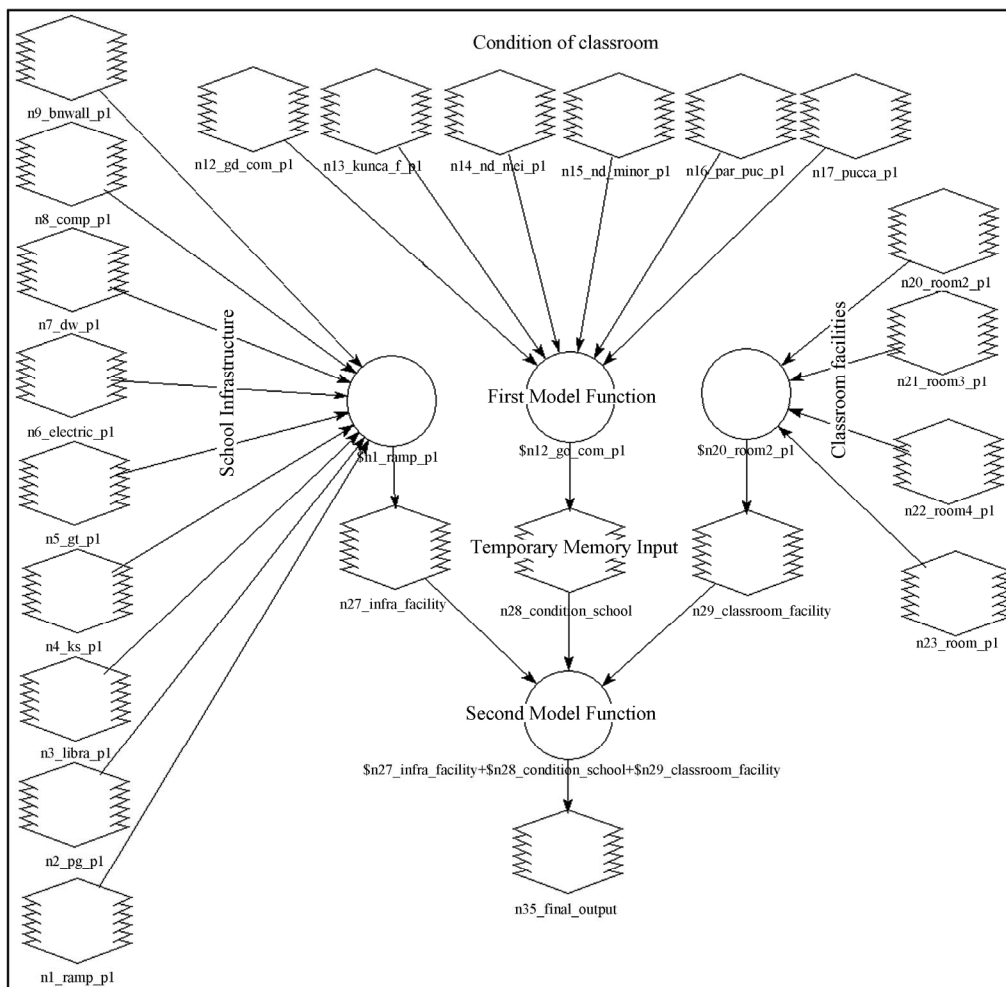 Condition of classroom
n9_bnwall_p1
n12_gd_com_p1
n13_kunca_f_p1
n14_nd_mei_p1
n15_nd_minor_p1
n16_par_puc_p1
n17_pucca_p1
n8_comp_p1
n7_dw_p1
n6_electric_p1
n5_gt_p1
n4_ks_p1
n3_libra_p1
n2_pg_p1
n1_ramp_p1
School Infrastructure
n20_room2_p1
n21_room3_p1
n22_room4_p1
n23_room_p1
Classroom facilities
First Model Function
$n1_ramp_p1
$n12_gd_com_p1
$n20_room2_p1
Temporary Memory Input
n27_infra_facility
n28_condition_school
n29_classroom_facility
Second Model Function
$n27_infra_facility+$n28_condition_school+$n29_classroom_facility
n35_final_output